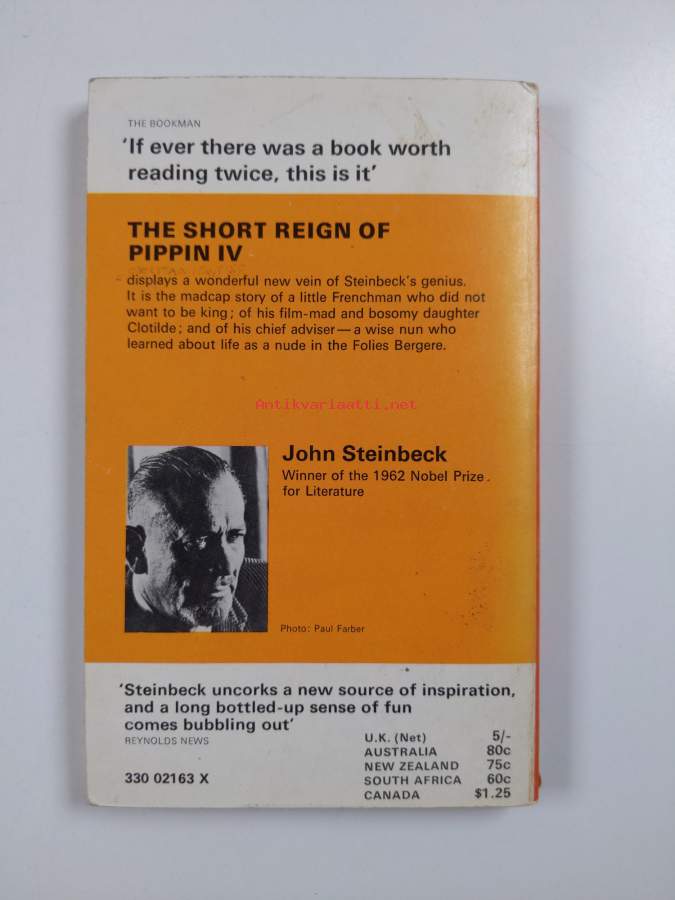 THE BOOKMAN
'If ever there was a book worth
reading twice, this is it'
THE SHORT REIGN OF
PIPPIN IV
displays a wonderful new vein of Steinbeck's genius.
It is the madcap story of a little Frenchman who did not
want to be king; of his film-mad and bosomy daughter
Clotilde; and of his chief adviser—a wise nun who
learned about life as a nude in the Folies Bergere.
Antikvariaatti.net
John Steinbeck
Winner of the 1962 Nobel Prize
for Literature
Photo: Paul Farber
'Steinbeck uncorks a new source of inspiration,
and a long bottled-up sense of fun
comes bubbling out'
REYNOLDS NEWS
U.K. (Net) 5/-
AUSTRALIA 80c
NEW ZEALAND 75c
SOUTH AFRICA 60c
CANADA $1.25
330 02163 X